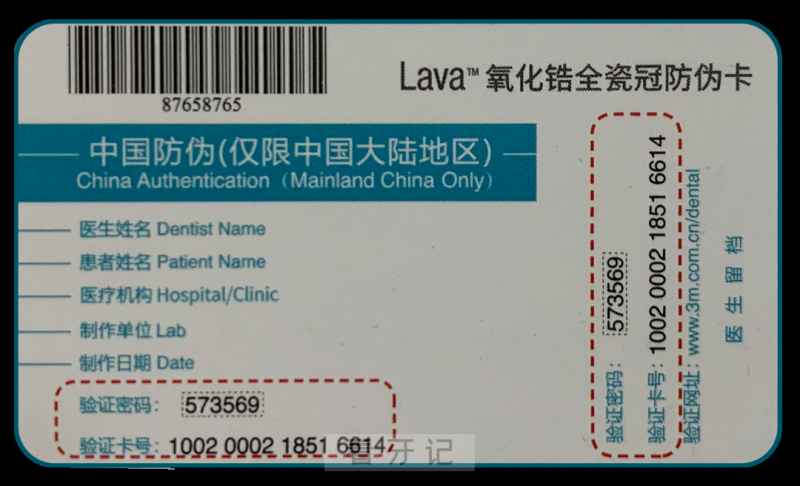 87658765
Lava™ 氧化锆全瓷冠防伪卡
中国防伪(仅限中国大陆地区)
China Authentication (Mainland China Only)
医生姓名 Dentist Name
患者姓名 Patient Name
医疗机构 Hospital/Clinic
制作单位 Lab
制作日期 Date
验证密码: 573569
验证卡号: 1002 0002 1851 6614
验证密码: 573569
验证卡号: 1002 0002 1851 6614
验证网址: www.3m.com.cn/dental
医生留档
看牙记